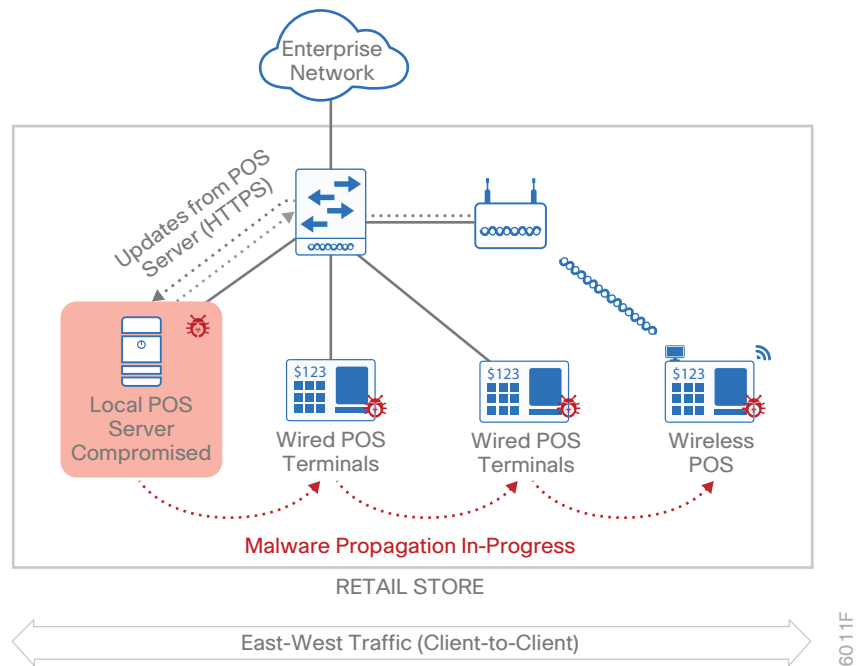 Enterprise
Network
Updates from POS
Server (HTTPS)
Local POS
Server
Compromised
$123
Wired POS
Terminals
$123
Wired POS
Terminals
$123
Wireless
POS
Malware Propagation In-Progress
RETAIL STORE
East-West Traffic (Client-to-Client)
6011F